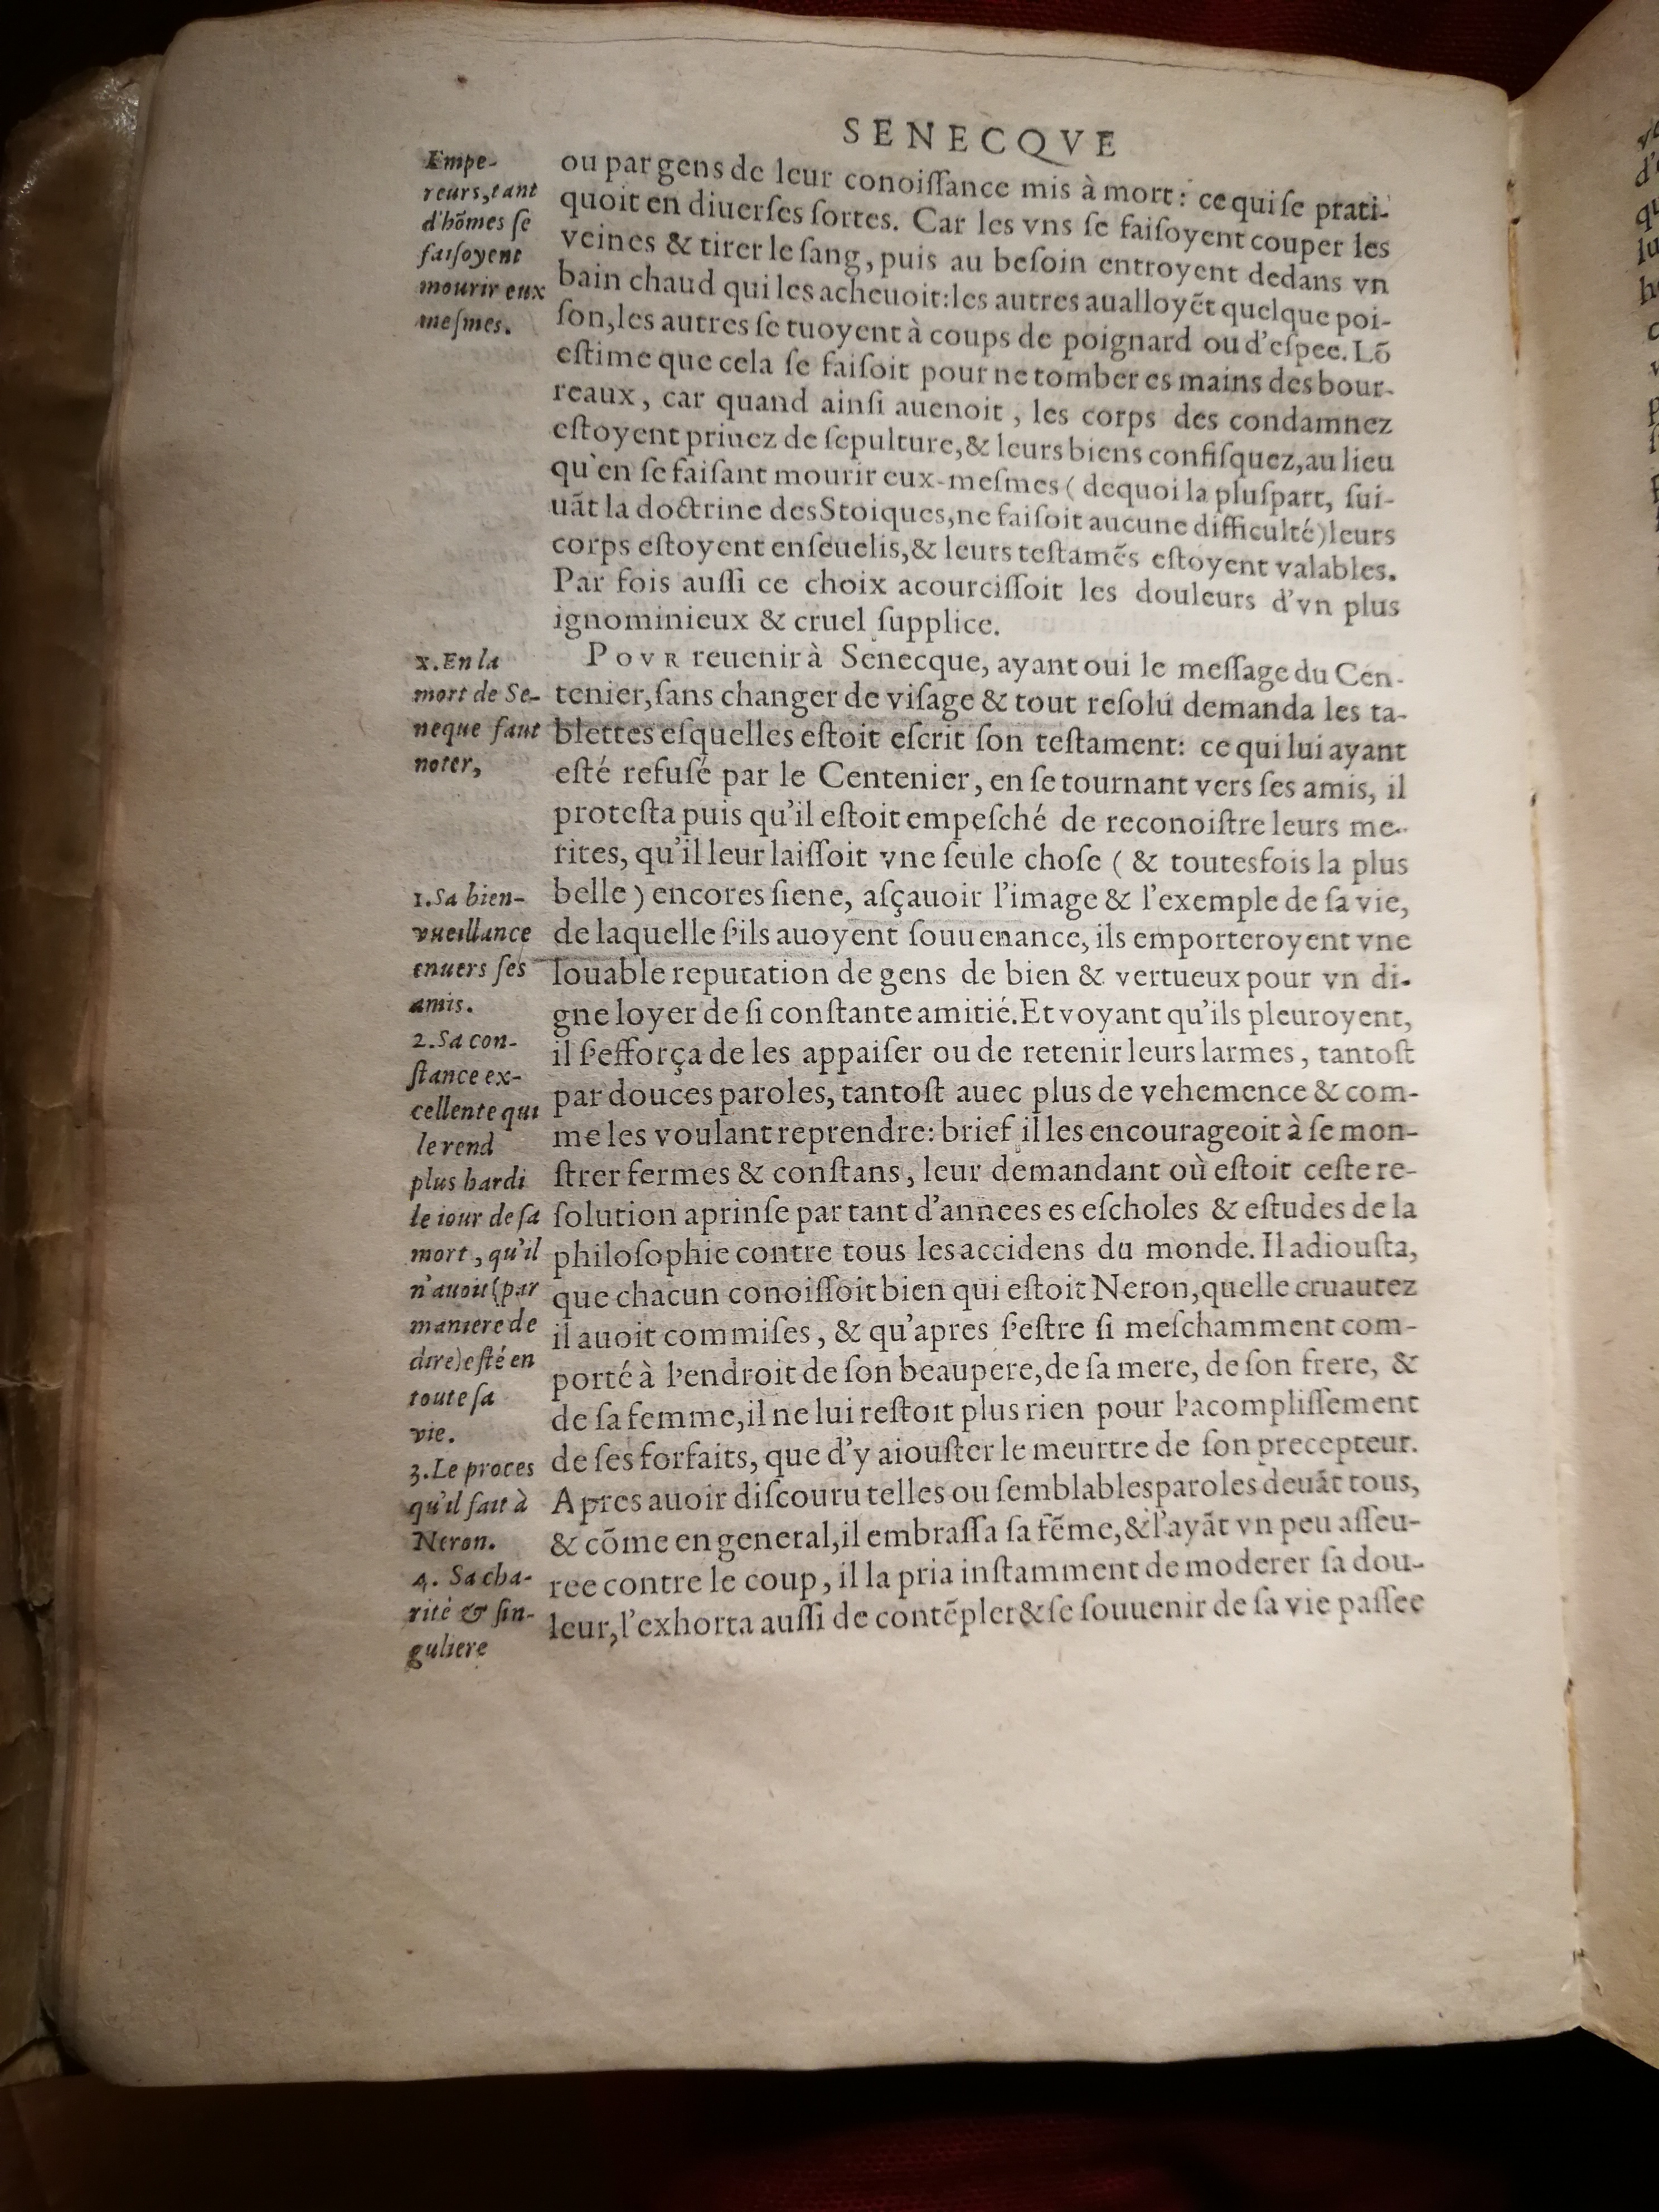 SENECQVE
Empe-
reurs, tant
d'hõmes ſe
faiſoyent
mourir eux
meſmes.
ou par gens de leur conoiſſance mis à mort: ce qui ſe prati-
quoit en diuerſes ſortes. Car les vns ſe faiſoyent couper les
veines & tirer le ſang, puis au beſoin entroyent dedans vn
bain chaud qui les acheuoit: les autres aualloyẽt quelque poi-
ſon, les autres ſe tuoyent à coups de poignard ou d'eſpee. Lõ
eſtime que cela ſe faiſoit pour ne tomber es mains des bour-
reaux, car quand ainſi auenoit, les corps des condamnez
eſtoyent priuez de ſepulture, & leurs biens confiſquez, au lieu
qu'en ſe faiſant mourir eux-meſmes (dequoi la pluſpart, ſui-
uãt la doctrine des Stoiques, ne faiſoit aucune difficulté) leurs
corps eſtoyent enſeuelis, & leurs teſtamẽs eſtoyent valables.
Par fois auſſi ce choix acourciſſoit les douleurs d'vn plus
ignominieux & cruel ſupplice.
x. En la
mort de Se-
neque faut
noter,
POVR reuenir à Senecque, ayant oui le meſſage du Cen-
tenier, ſans changer de viſage & tout reſolu demanda les ta-
blettes eſquelles eſtoit eſcrit ſon teſtament: ce qui lui ayant
eſté refuſé par le Centenier, en ſe tournant vers ſes amis, il
proteſta puis qu'il eſtoit empeſché de reconoiſtre leurs me-
rites, qu'il leur laiſſoit vne ſeule choſe (& toutesfois la plus
belle) encores ſiene, aſçauoir l'image & l'exemple de ſa vie,
de laquelle ſ'ils auoyent ſouuenance, ils emporteroyent vne
louable reputation de gens de bien & vertueux pour vn di-
gne loyer de ſi conſtante amitié. Et voyant qu'ils pleuroyent,
il ſ'efforça de les appaiſer ou de retenir leurs larmes, tantoſt
par douces paroles, tantoſt auec plus de vehemence & com-
me les voulant reprendre: brief il les encourageoit à ſe mon-
ſtrer fermes & conſtans, leur demandant où eſtoit ceſte re-
ſolution aprinſe par tant d'annees es eſcholes & eſtudes de la
philoſophie contre tous les accidens du monde. Il adiouſta,
que chacun conoiſſoit bien qui eſtoit Neron, quelle cruautez
il auoit commiſes, & qu'apres ſ'eſtre ſi meſchamment com-
porté à l'endroit de ſon beaupere, de ſa mere, de ſon frere, &
de ſa femme, il ne lui reſtoit plus rien pour l'acompliſſement
de ſes forfaits, que d'y aiouſter le meurtre de ſon precepteur.
Apres auoir diſcouru telles ou ſemblables paroles deuãt tous,
& cõme en general, il embraſſa ſa fẽme, & l'ayãt vn peu aſſeu-
ree contre le coup, il la pria inſtamment de moderer ſa dou-
leur, l'exhorta auſſi de contẽpler & ſe ſouuenir de ſa vie paſſee
1. Sa bien-
vueillance
enuers ſes
amis.
2. Sa con-
ſtance ex-
cellente qui
le rend
plus hardi
le iour de ſa
mort, qu'il
n'auoit (par
maniere de
dire) eſté en
toute ſa
vie.
3. Le proces
qu'il fait à
Neron.
4. Sa cha-
rité & ſin-
guliere